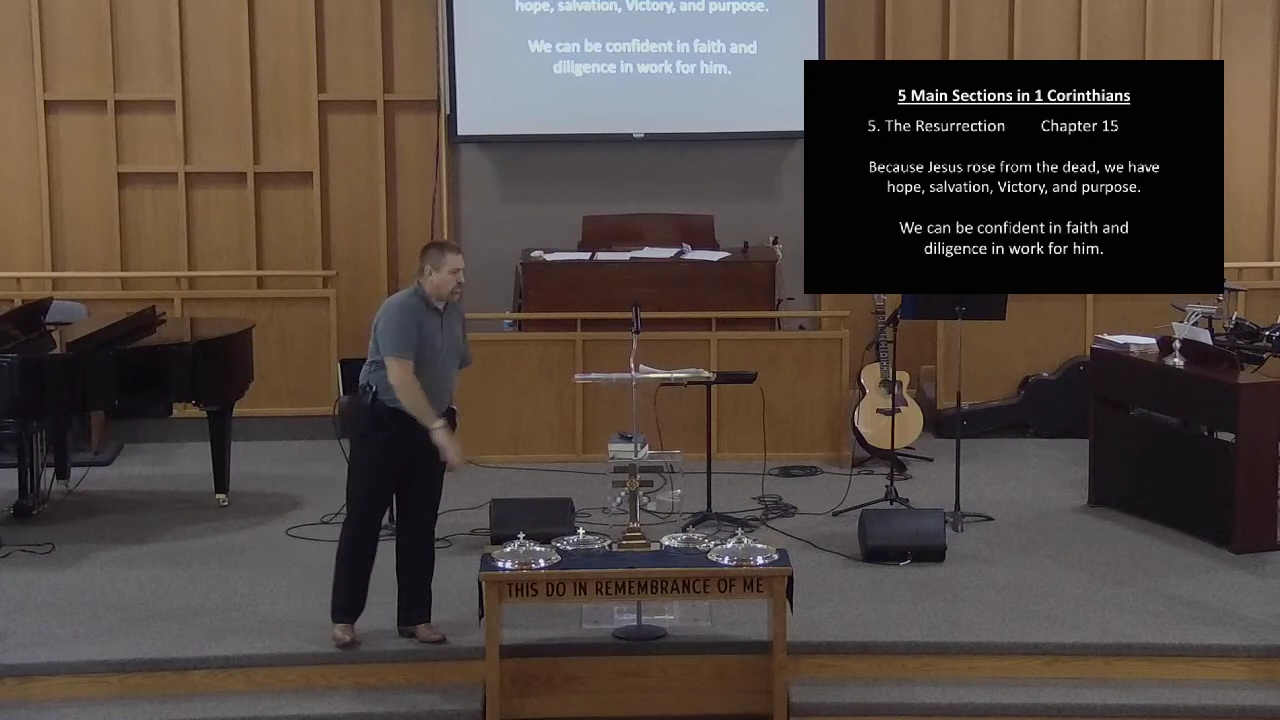 hope, salvation, Victory, and purpose.
We can be confident in faith and
diligence in work for him.
5 Main Sections in 1 Corinthians
5. The Resurrection Chapter 15
Because Jesus rose from the dead, we have
hope, salvation, Victory, and purpose.
We can be confident in faith and
diligence in work for him.
THIS DO IN REMEMBRANCE OF ME